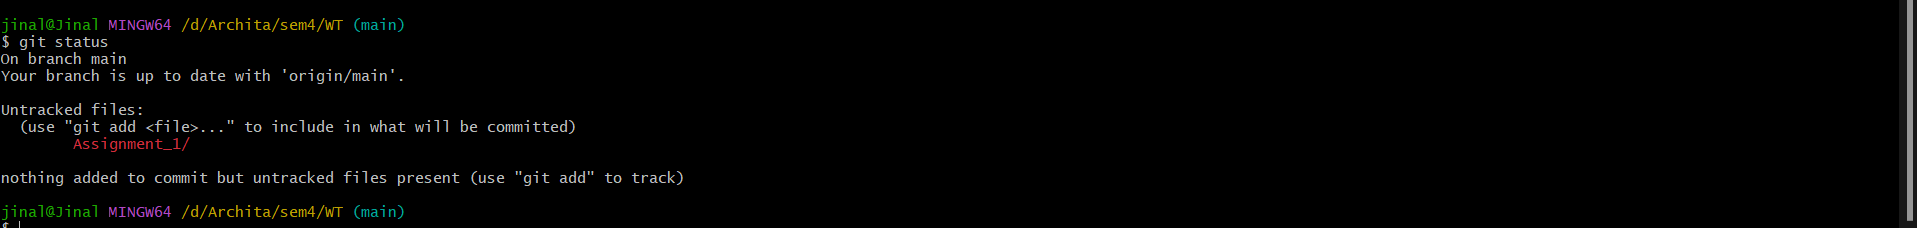 jinal@Jinal MINGW64 /d/Archita/sem4/WT (main)
$ git status
On branch main
Your branch is up to date with 'origin/main'.
Untracked files:
(use "git add <file>..." to include in what will be committed)
Assignment_1/
nothing added to commit but untracked files present (use "git add" to track)
jinal@Jinal MINGW64 /d/Archita/sem4/WT (main)
$